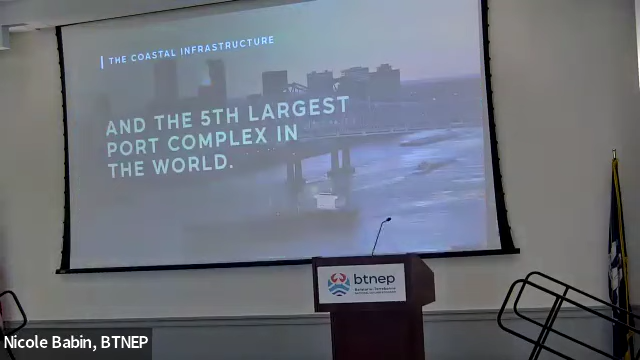 THE COASTAL INFRASTRUCTURE
AND THE 5TH LARGEST
PORT COMPLEX IN
THE WORLD.
btnep
Nicole Babin, BTNEP